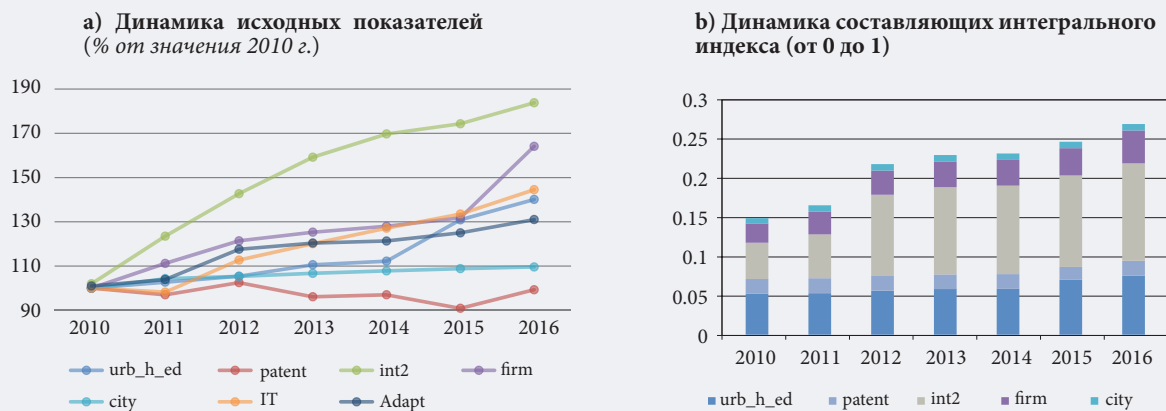 a) Динамика исходных показателей
(% от значения 2010 г.)
190
170
150
130
110
90
2010 2011 2012 2013 2014 2015 2016
urb_h_ed patent int2 firm
city IT Adapt
b) Динамика составляющих интегрального
индекса (от 0 до 1)
0.3
0.25
0.2
0.15
0.1
0.05
0
2010 2011 2012 2013 2014 2015 2016
urb_h_ed patent int2 firm city